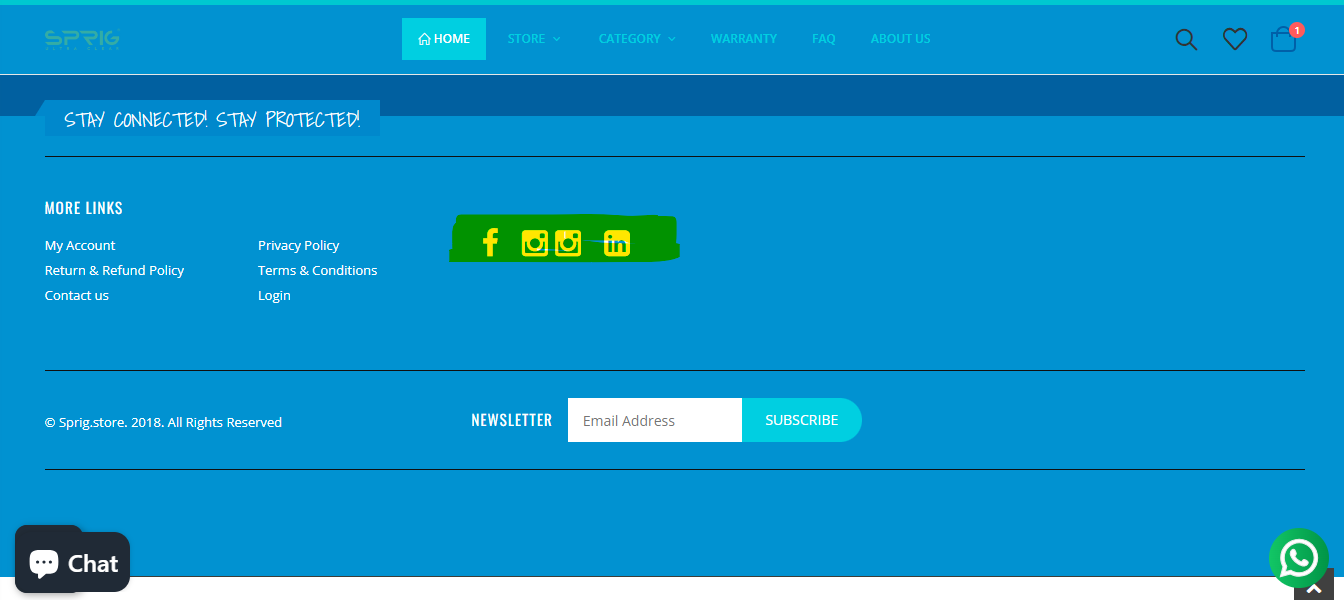 SPRIG
HOME STORE CATEGORY WARRANTY FAQ ABOUT US
1
STAY CONNECTED! STAY PROTECTED!
MORE LINKS
My Account Privacy Policy
Return & Refund Policy Terms & Conditions
Contact us Login
© Sprig.store. 2018. All Rights Reserved
NEWSLETTER Email Address SUBSCRIBE
Chat